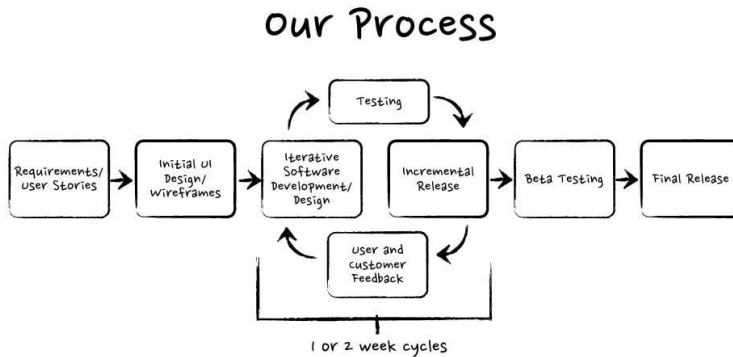 our Process
Testing
Requirements/
User Stories
Initial UI
Design/
Wireframes
Iterative
Software
Development/
Design
Incremental
Release
Beta Testing
Final Release
User and
Customer
Feedback
1 or 2 week cycles